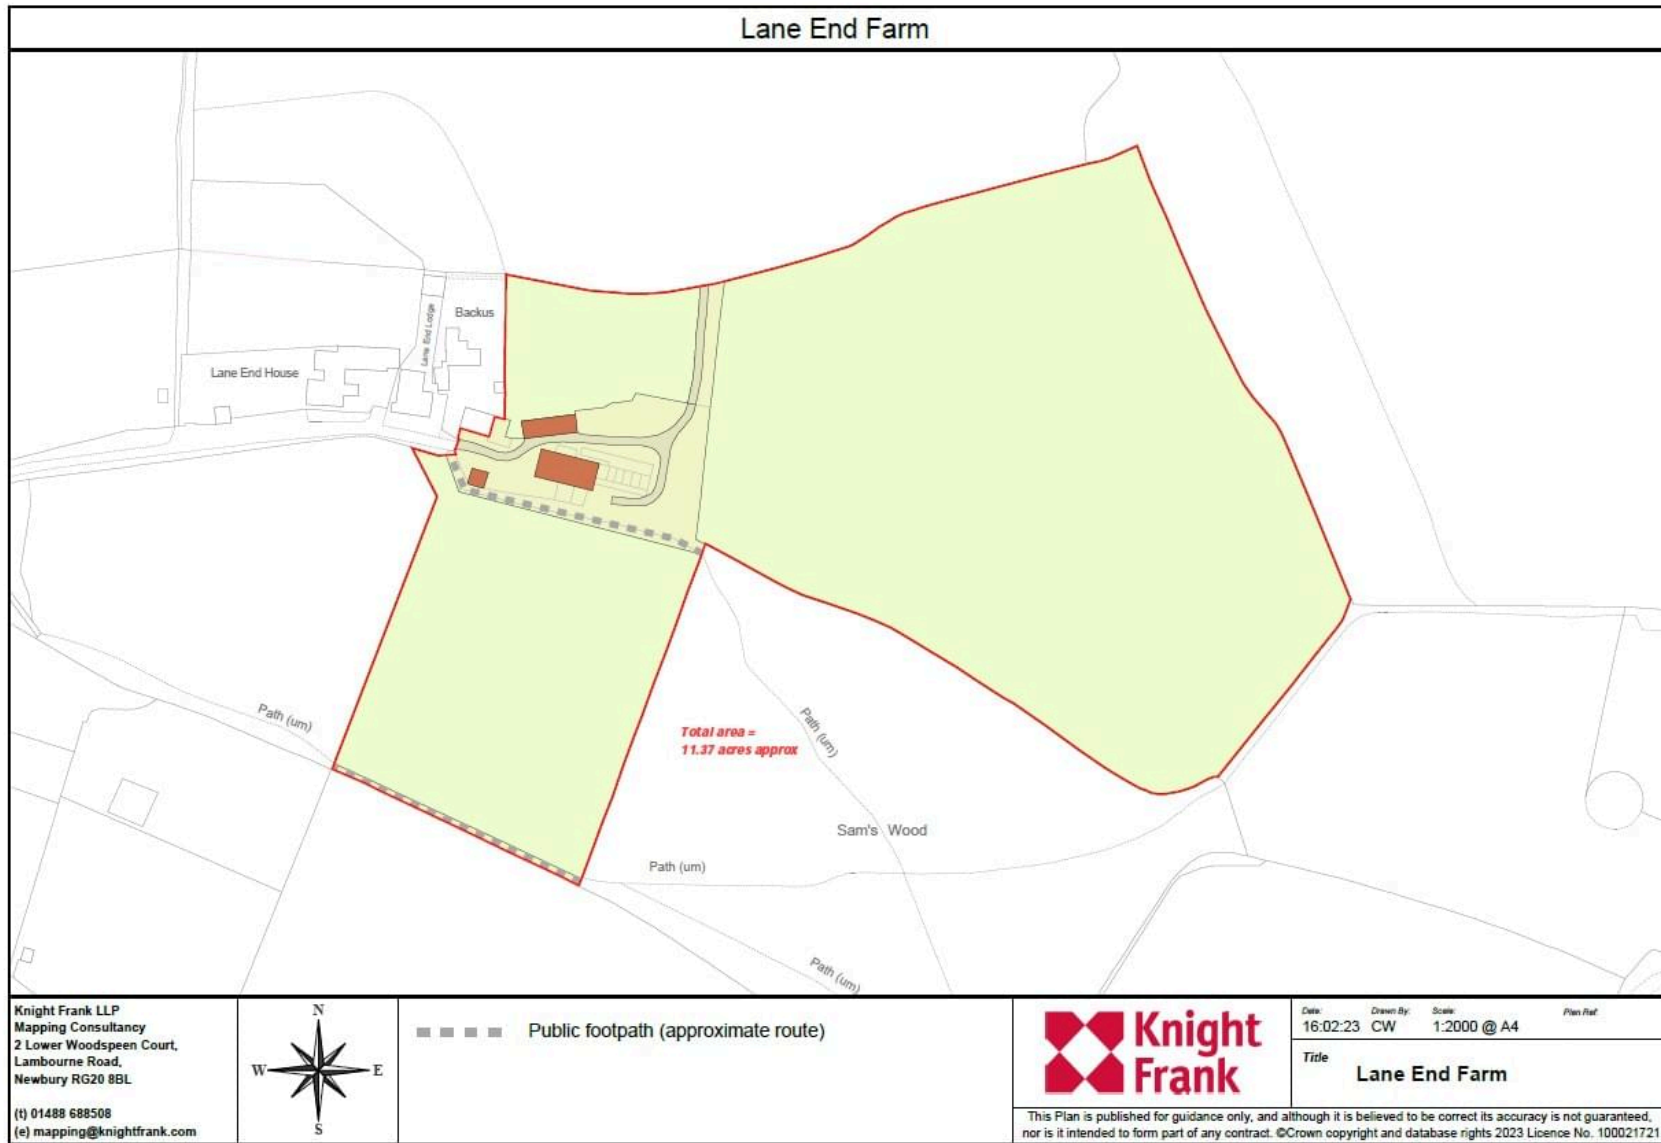 Lane End Farm
Backus
Lane End Lodge
Lane End House
Path (um)
Total area =
11.37 acres approx
Path (um)
Sam's Wood
Path (um)
Path (um)
Knight Frank LLP
Mapping Consultancy
2 Lower Woodspeen Court,
Lambourne Road,
Newbury RG20 8BL
(t) 01488 688508
(e) mapping@knightfrank.com
N
W
E
S
Public footpath (approximate route)
Knight
Frank
Date: Drawn By: Scale: Plan Ref:
16:02:23 CW 1:2000 @ A4
Title
Lane End Farm
This Plan is published for guidance only, and although it is believed to be correct its accuracy is not guaranteed,
nor is it intended to form part of any contract. ©Crown copyright and database rights 2023 Licence No. 100021721